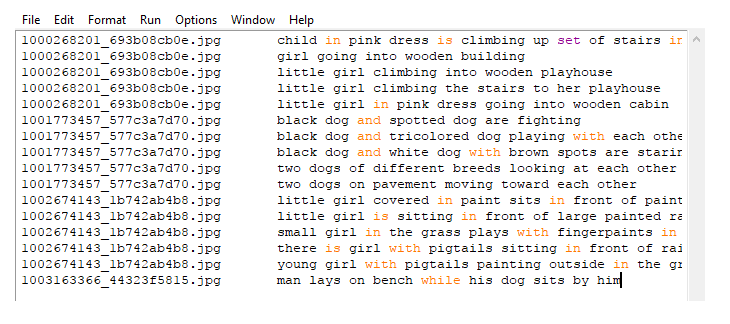 File Edit Format Run Options Window Help
1000268201_693b08cb0e.jpg child in pink dress is climbing up set of stairs in
1000268201_693b08cb0e.jpg girl going into wooden building
1000268201_693b08cb0e.jpg little girl climbing into wooden playhouse
1000268201_693b08cb0e.jpg little girl climbing the stairs to her playhouse
1000268201_693b08cb0e.jpg little girl in pink dress going into wooden cabin
1001773457_577c3a7d70.jpg black dog and spotted dog are fighting
1001773457_577c3a7d70.jpg black dog and tricolored dog playing with each othe
1001773457_577c3a7d70.jpg black dog and white dog with brown spots are starin
1001773457_577c3a7d70.jpg two dogs of different breeds looking at each other
1001773457_577c3a7d70.jpg two dogs on pavement moving toward each other
1002674143_1b742ab4b8.jpg little girl covered in paint sits in front of paint
1002674143_1b742ab4b8.jpg little girl is sitting in front of large painted ra
1002674143_1b742ab4b8.jpg small girl in the grass plays with fingerpaints in
1002674143_1b742ab4b8.jpg there is girl with pigtails sitting in front of rai
1002674143_1b742ab4b8.jpg young girl with pigtails painting outside in the gr
1003163366_44323f5815.jpg man lays on bench while his dog sits by him